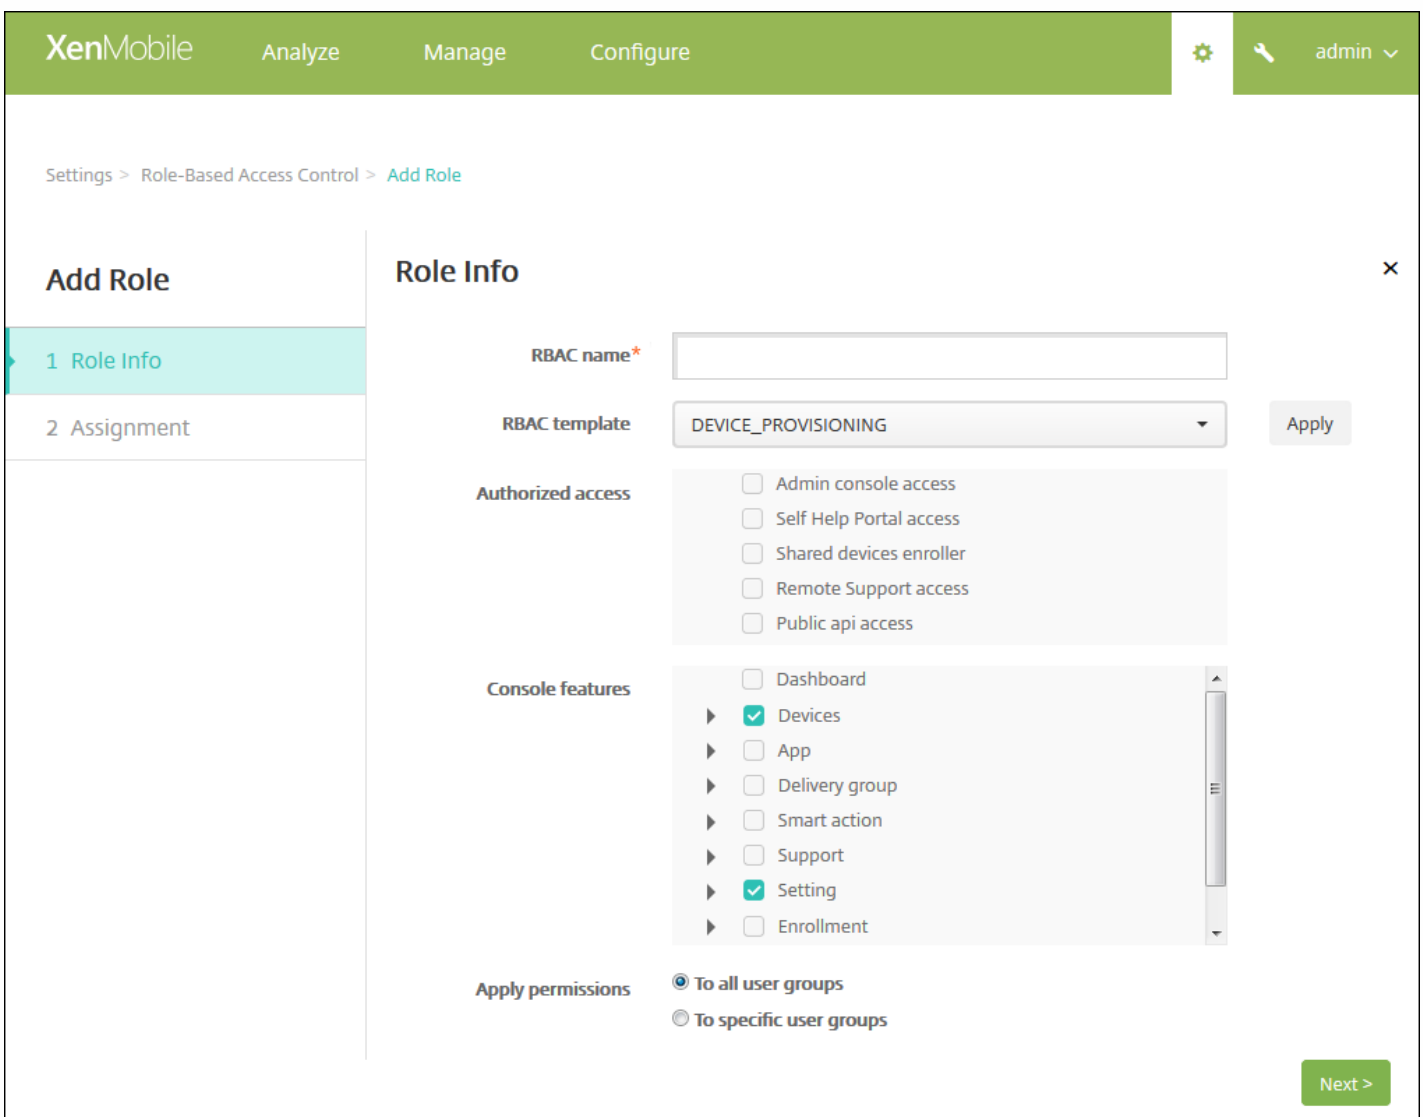 XenMobile Analyze Manage Configure admin
Settings > Role-Based Access Control > Add Role
Add Role
1 Role Info
2 Assignment
Role Info
RBAC name*
RBAC template DEVICE_PROVISIONING Apply
Authorized access
Admin console access
Self Help Portal access
Shared devices enroller
Remote Support access
Public api access
Console features
Dashboard
Devices
App
Delivery group
Smart action
Support
Setting
Enrollment
Apply permissions
To all user groups
To specific user groups
Next >